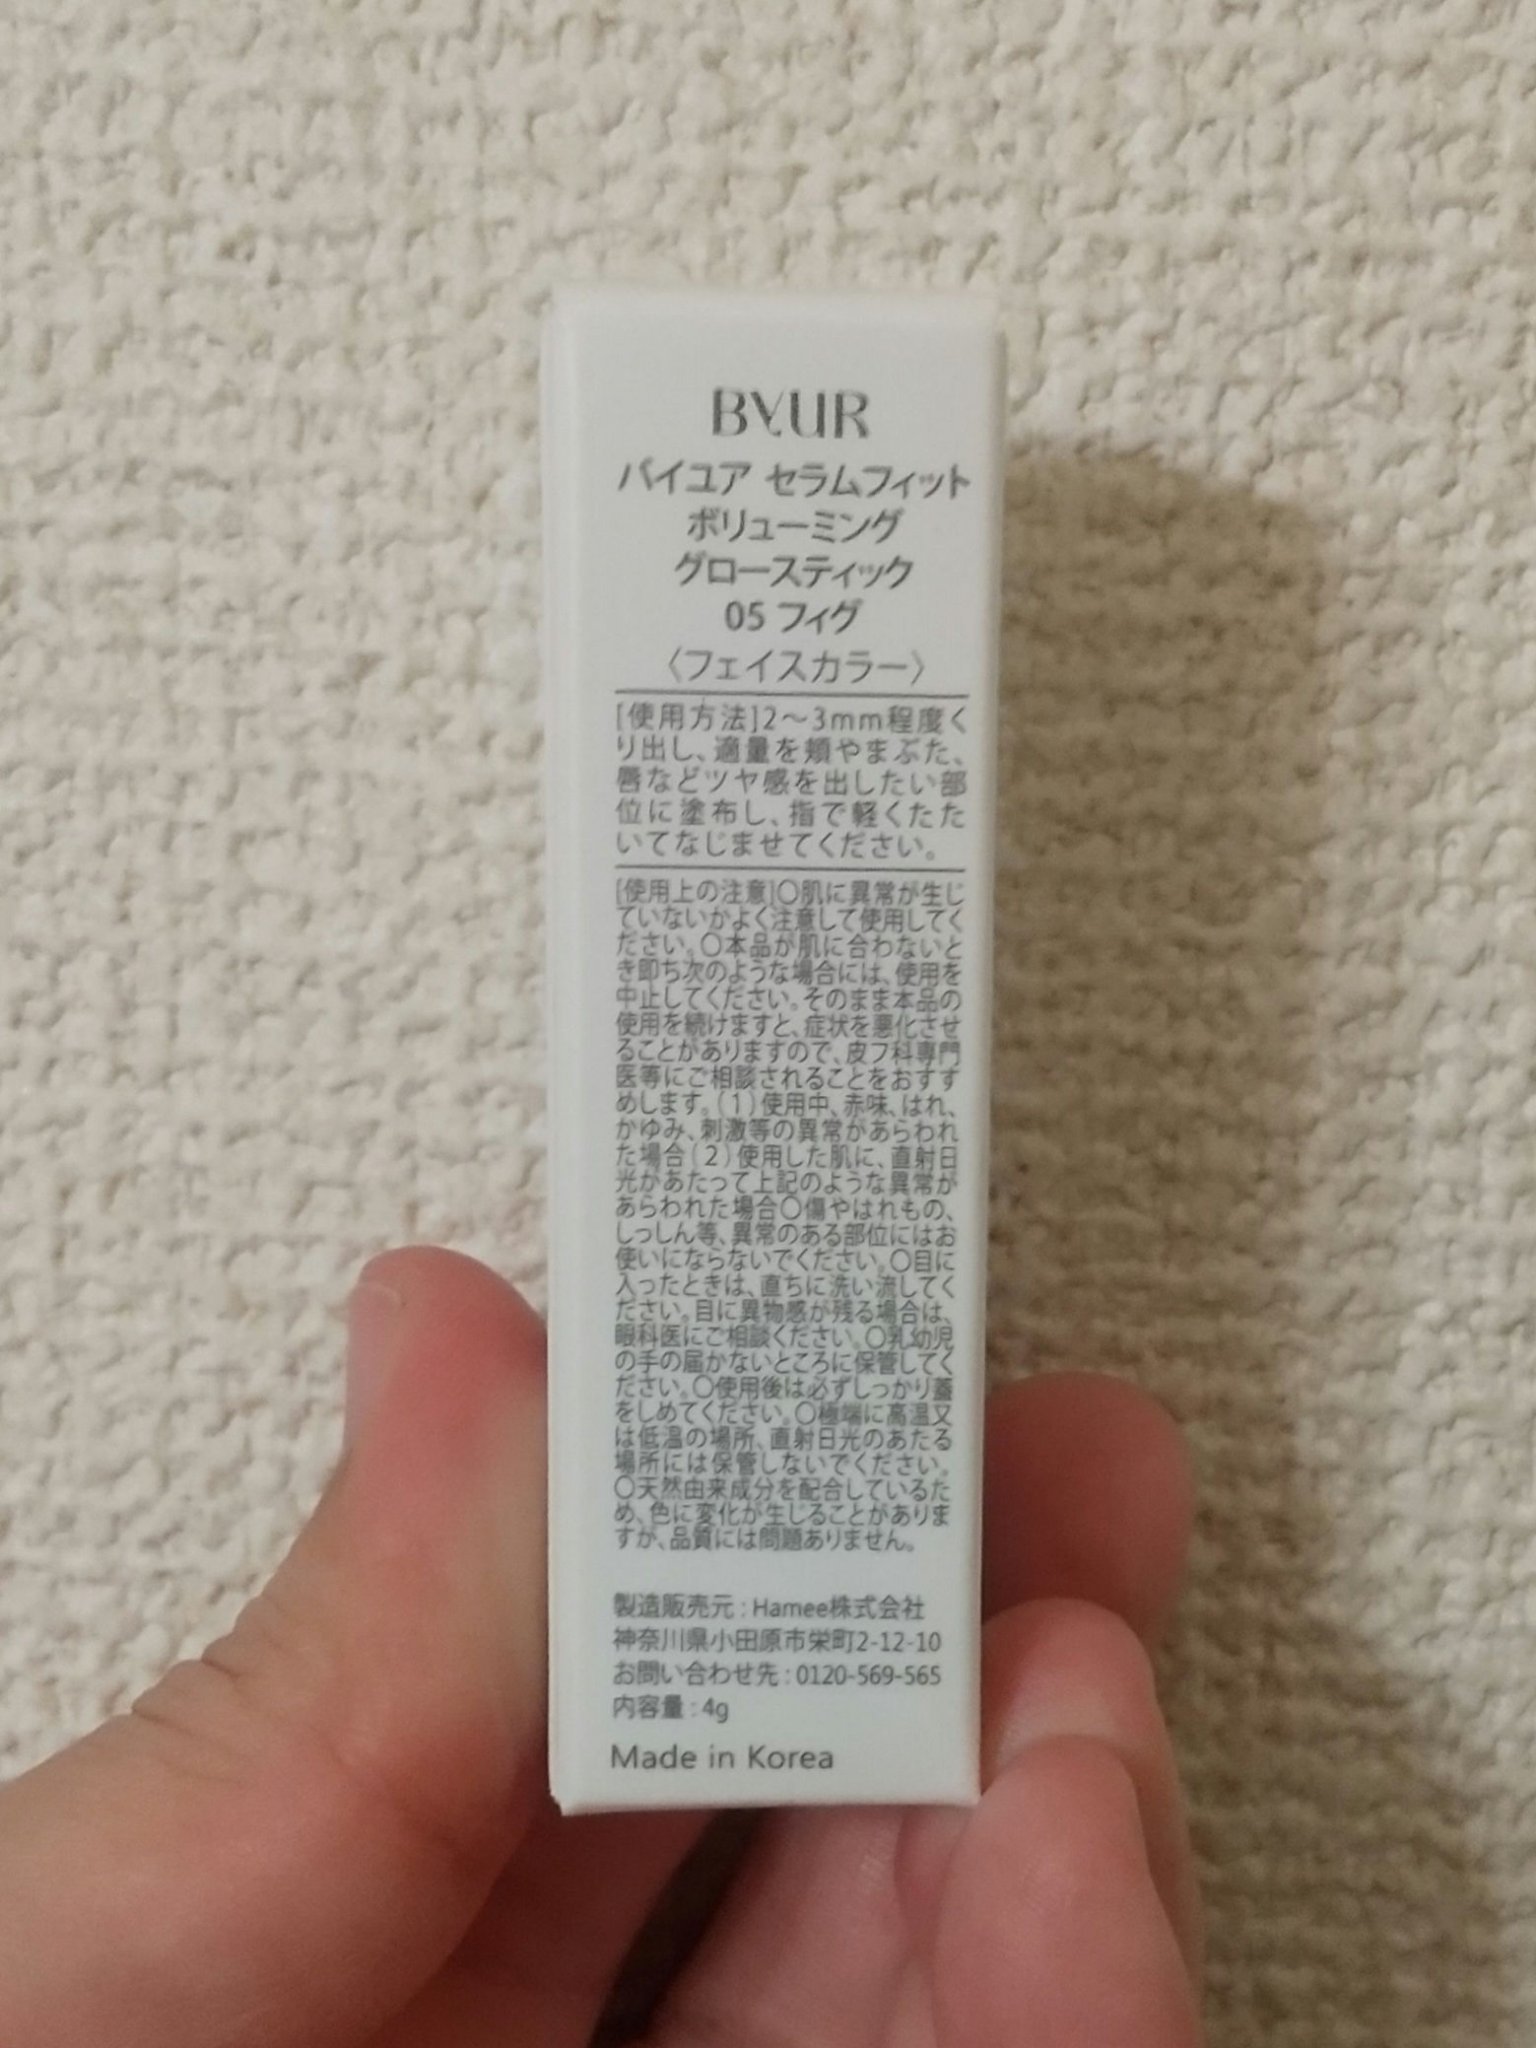 BYUR
バイユア セラムフィット
ボリューミング
グロースティック
05 フィグ
〈フェイスカラー〉
[使用方法]2～3mm程度く
り出し、適量を頬やまぶた、
唇などツヤ感を出したい部
位に塗布し、指で軽くたた
いてなじませてください。
[使用上の注意]〇肌に異常が生じ
ていないかよく注意して使用してく
ださい。〇本品が肌に合わないと
き即ち次のような場合には、使用を
中止してください。そのまま本品の
使用を続けますと、症状を悪化させ
ることがありますので、皮フ科専門
医等にご相談されることをおすす
めします。(1)使用中、赤味、はれ、
かゆみ、刺激等の異常があらわれ
た場合(2)使用した肌に、直射日
光があたって上記のような異常が
あらわれた場合〇傷やはれもの、
しっしん等、異常のある部位にはお
使いにならないでください。〇目に
入ったときは、直ちに洗い流してく
ださい。目に異物感が残る場合は、
眼科医にご相談ください。〇乳幼児
の手の届かないところに保管してく
ださい。〇使用後は必ずしっかり蓋
をしめてください。〇極端に高温又
は低温の場所、直射日光のあたる
場所には保管しないでください。
〇天然由来成分を配合しているた
め、色に変化が生じることがありま
すが、品質には問題ありません。
製造販売元：Hamee株式会社
神奈川県小田原市栄町2-12-10
お問い合わせ先：0120-569-565
内容量：4g
Made in Korea